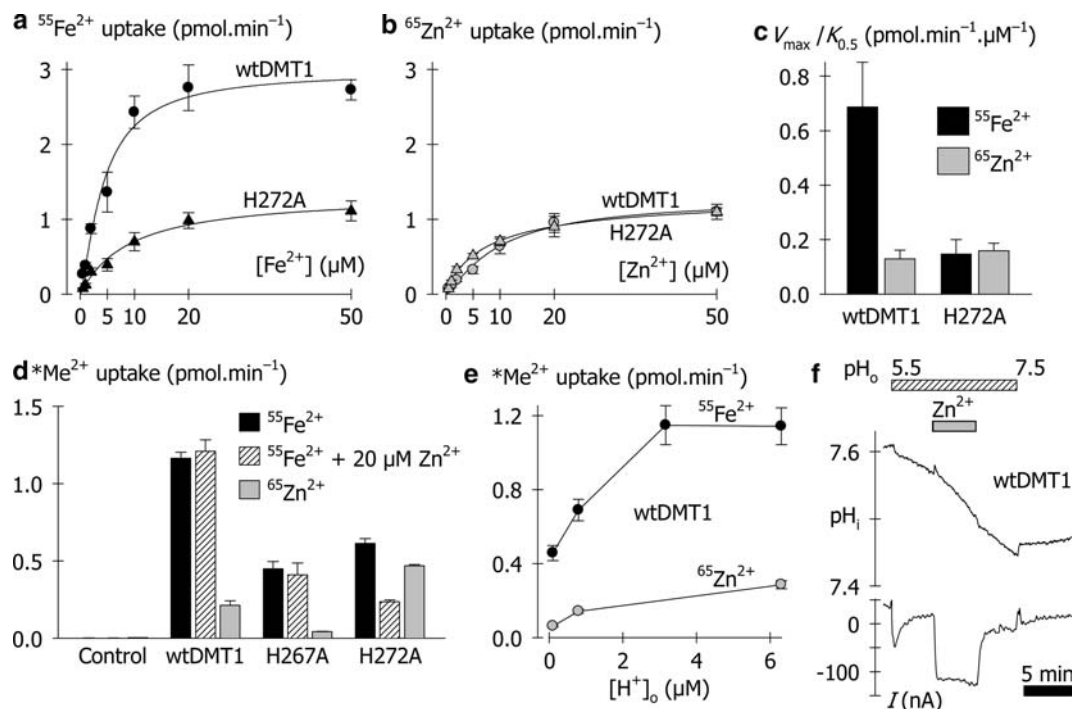 a ⁵⁵Fe²⁺ uptake (pmol.min⁻¹)
3
2
1
0
wtDMT1
H272A
[Fe²⁺] (µM)
0 5 10 20 50
b ⁶⁵Zn²⁺ uptake (pmol.min⁻¹)
3
2
1
0
wtDMT1
H272A
[Zn²⁺] (µM)
0 5 10 20 50
c Vmax /K0.5 (pmol.min⁻¹.µM⁻¹)
0.8
0.6
0.4
0.2
0.0
⁵⁵Fe²⁺
⁶⁵Zn²⁺
wtDMT1 H272A
d *Me²⁺ uptake (pmol.min⁻¹)
1.5
1.0
0.5
0.0
⁵⁵Fe²⁺
⁵⁵Fe²⁺ + 20 µM Zn²⁺
⁶⁵Zn²⁺
Control wtDMT1 H267A H272A
e *Me²⁺ uptake (pmol.min⁻¹)
1.2
0.8
0.4
0.0
⁵⁵Fe²⁺
wtDMT1
⁶⁵Zn²⁺
0 2 4 6
[H⁺]o (µM)
f
pHo 5.5 7.5
Zn²⁺
7.6
wtDMT1
pHi
7.4
0
-100
I (nA)
5 min